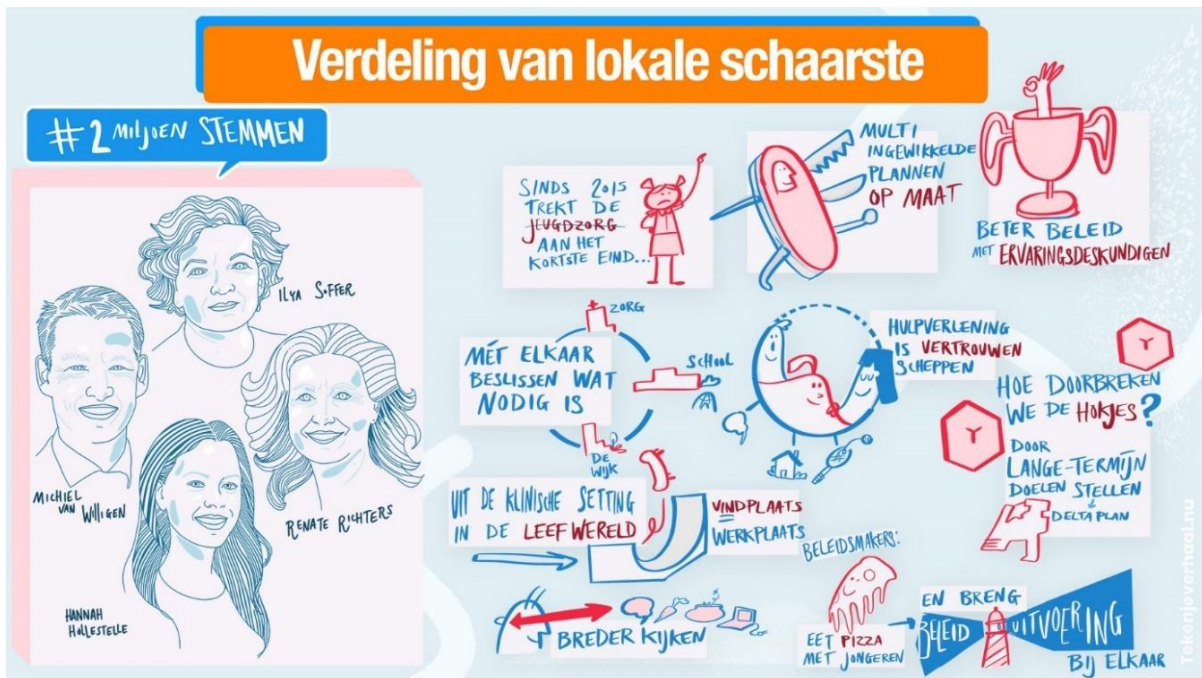 Verdeling van lokale schaarste
#2 MILJOEN STEMMEN
ILYA SOFFER
MICHIEL
VAN WILLIGEN
RENATE RICHTERS
HANNAH
HOLLESTELLE
SINDS 2015
TREKT DE
JEUGDZORG
AAN HET
KORTSTE EIND...
MULTI
INGEWIKKELDE
PLANNEN
OP MAAT
BETER BELEID
MET ERVARINGSDESKUNDIGEN
MÉT ELKAAR
BESLISSEN WAT
NODIG IS
ZORG
SCHOOL
DE
WIJK
HULPVERLENING
IS VERTROUWEN
SCHEPPEN
HOE DOORBREKEN
WE DE HOKJES?
DOOR
LANGE-TERMIJN
DOELEN STELLEN
DELTAPLAN
UIT DE KLINISCHE SETTING
IN DE LEEFWERELD
VINDPLAATS
=
WERKPLAATS
BREDER KIJKEN
BELEIDSMAKERS:
EET PIZZA
MET JONGEREN
EN BRENG
BELEID
UITVOERING
BIJ ELKAAR
Tekenjeverhaal.nu